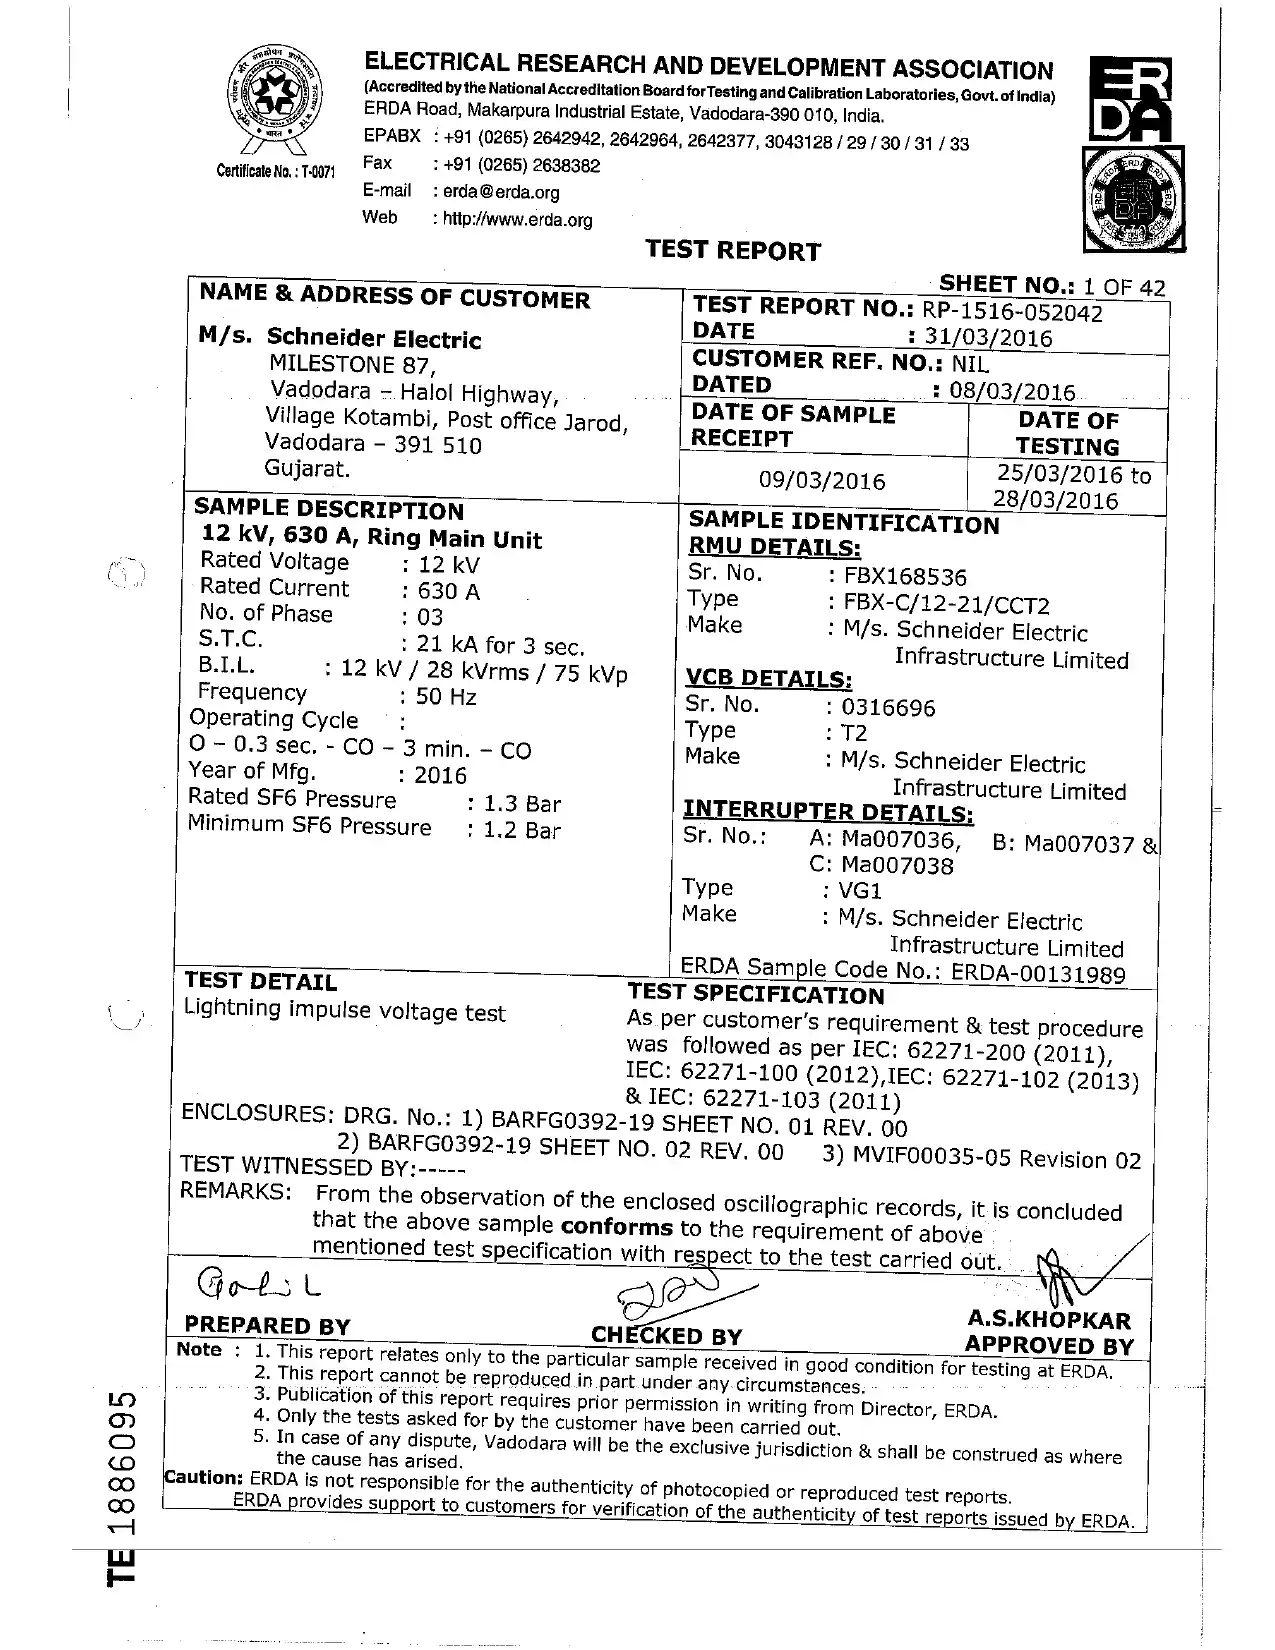 ELECTRICAL RESEARCH AND DEVELOPMENT ASSOCIATION
(Accredited by the National Accreditation Board for Testing and Calibration Laboratories, Govt. of India)
ERDA Road, Makarpura Industrial Estate, Vadodara-390 010, India.
EPABX : +91 (0265) 2642942, 2642964, 2642377, 3043128 / 29 / 30 / 31 / 33
Fax : +91 (0265) 2638382
E-mail : erda@erda.org
Web : http://www.erda.org
Certificate No. : T-0071
ERDA
TEST REPORT
SHEET NO.: 1 OF 42
NAME & ADDRESS OF CUSTOMER
M/s. Schneider Electric
MILESTONE 87,
Vadodara – Halol Highway,
Village Kotambi, Post office Jarod,
Vadodara – 391 510
Gujarat.
TEST REPORT NO.: RP-1516-052042
DATE : 31/03/2016
CUSTOMER REF. NO.: NIL
DATED : 08/03/2016
DATE OF SAMPLE RECEIPT
09/03/2016
DATE OF TESTING
25/03/2016 to
28/03/2016
SAMPLE DESCRIPTION
12 kV, 630 A, Ring Main Unit
Rated Voltage : 12 kV
Rated Current : 630 A
No. of Phase : 03
S.T.C. : 21 kA for 3 sec.
B.I.L. : 12 kV / 28 kVrms / 75 kVp
Frequency : 50 Hz
Operating Cycle :
O – 0.3 sec. - CO – 3 min. – CO
Year of Mfg. : 2016
Rated SF6 Pressure : 1.3 Bar
Minimum SF6 Pressure : 1.2 Bar
SAMPLE IDENTIFICATION
RMU DETAILS:
Sr. No. : FBX168536
Type : FBX-C/12-21/CCT2
Make : M/s. Schneider Electric
Infrastructure Limited
VCB DETAILS:
Sr. No. : 0316696
Type : T2
Make : M/s. Schneider Electric
Infrastructure Limited
INTERRUPTER DETAILS:
Sr. No.: A: Ma007036, B: Ma007037 &
C: Ma007038
Type : VG1
Make : M/s. Schneider Electric
Infrastructure Limited
ERDA Sample Code No.: ERDA-00131989
TEST DETAIL
Lightning impulse voltage test
TEST SPECIFICATION
As per customer's requirement & test procedure
was followed as per IEC: 62271-200 (2011),
IEC: 62271-100 (2012),IEC: 62271-102 (2013)
& IEC: 62271-103 (2011)
ENCLOSURES: DRG. No.: 1) BARFG0392-19 SHEET NO. 01 REV. 00
2) BARFG0392-19 SHEET NO. 02 REV. 00 3) MVIF00035-05 Revision 02
TEST WITNESSED BY:-----
REMARKS: From the observation of the enclosed oscillographic records, it is concluded
that the above sample conforms to the requirement of above
mentioned test specification with respect to the test carried out.
PREPARED BY
CHECKED BY
A.S.KHOPKAR
APPROVED BY
Note : 1. This report relates only to the particular sample received in good condition for testing at ERDA.
2. This report cannot be reproduced in part under any circumstances.
3. Publication of this report requires prior permission in writing from Director, ERDA.
4. Only the tests asked for by the customer have been carried out.
5. In case of any dispute, Vadodara will be the exclusive jurisdiction & shall be construed as where
the cause has arised.
Caution: ERDA is not responsible for the authenticity of photocopied or reproduced test reports.
ERDA provides support to customers for verification of the authenticity of test reports issued by ERDA.
TE 1886095